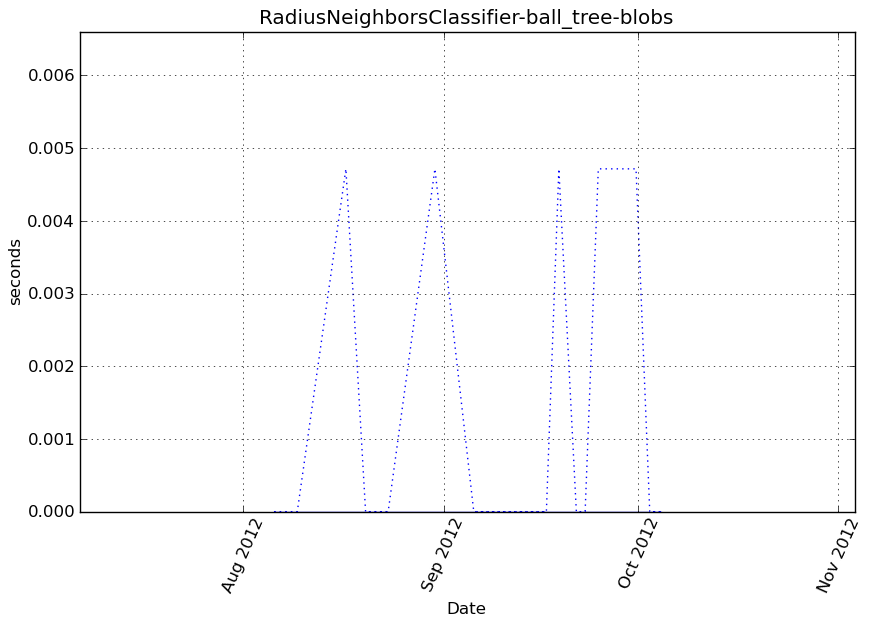 RadiusNeighborsClassifier-ball_tree-blobs
0.006
0.005
0.004
0.003
0.002
0.001
0.000
seconds
Aug 2012
Sep 2012
Oct 2012
Nov 2012
Date